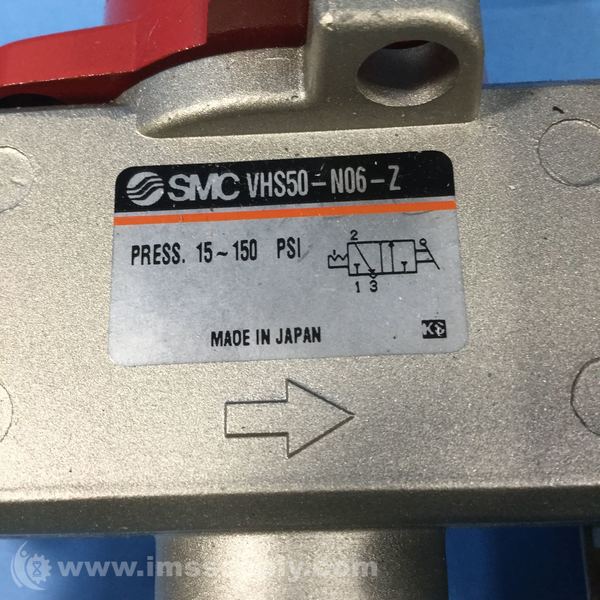 SMC VHS50-N06-Z
PRESS. 15~150 PSI
2
1 3
MADE IN JAPAN
www.imssupply.com